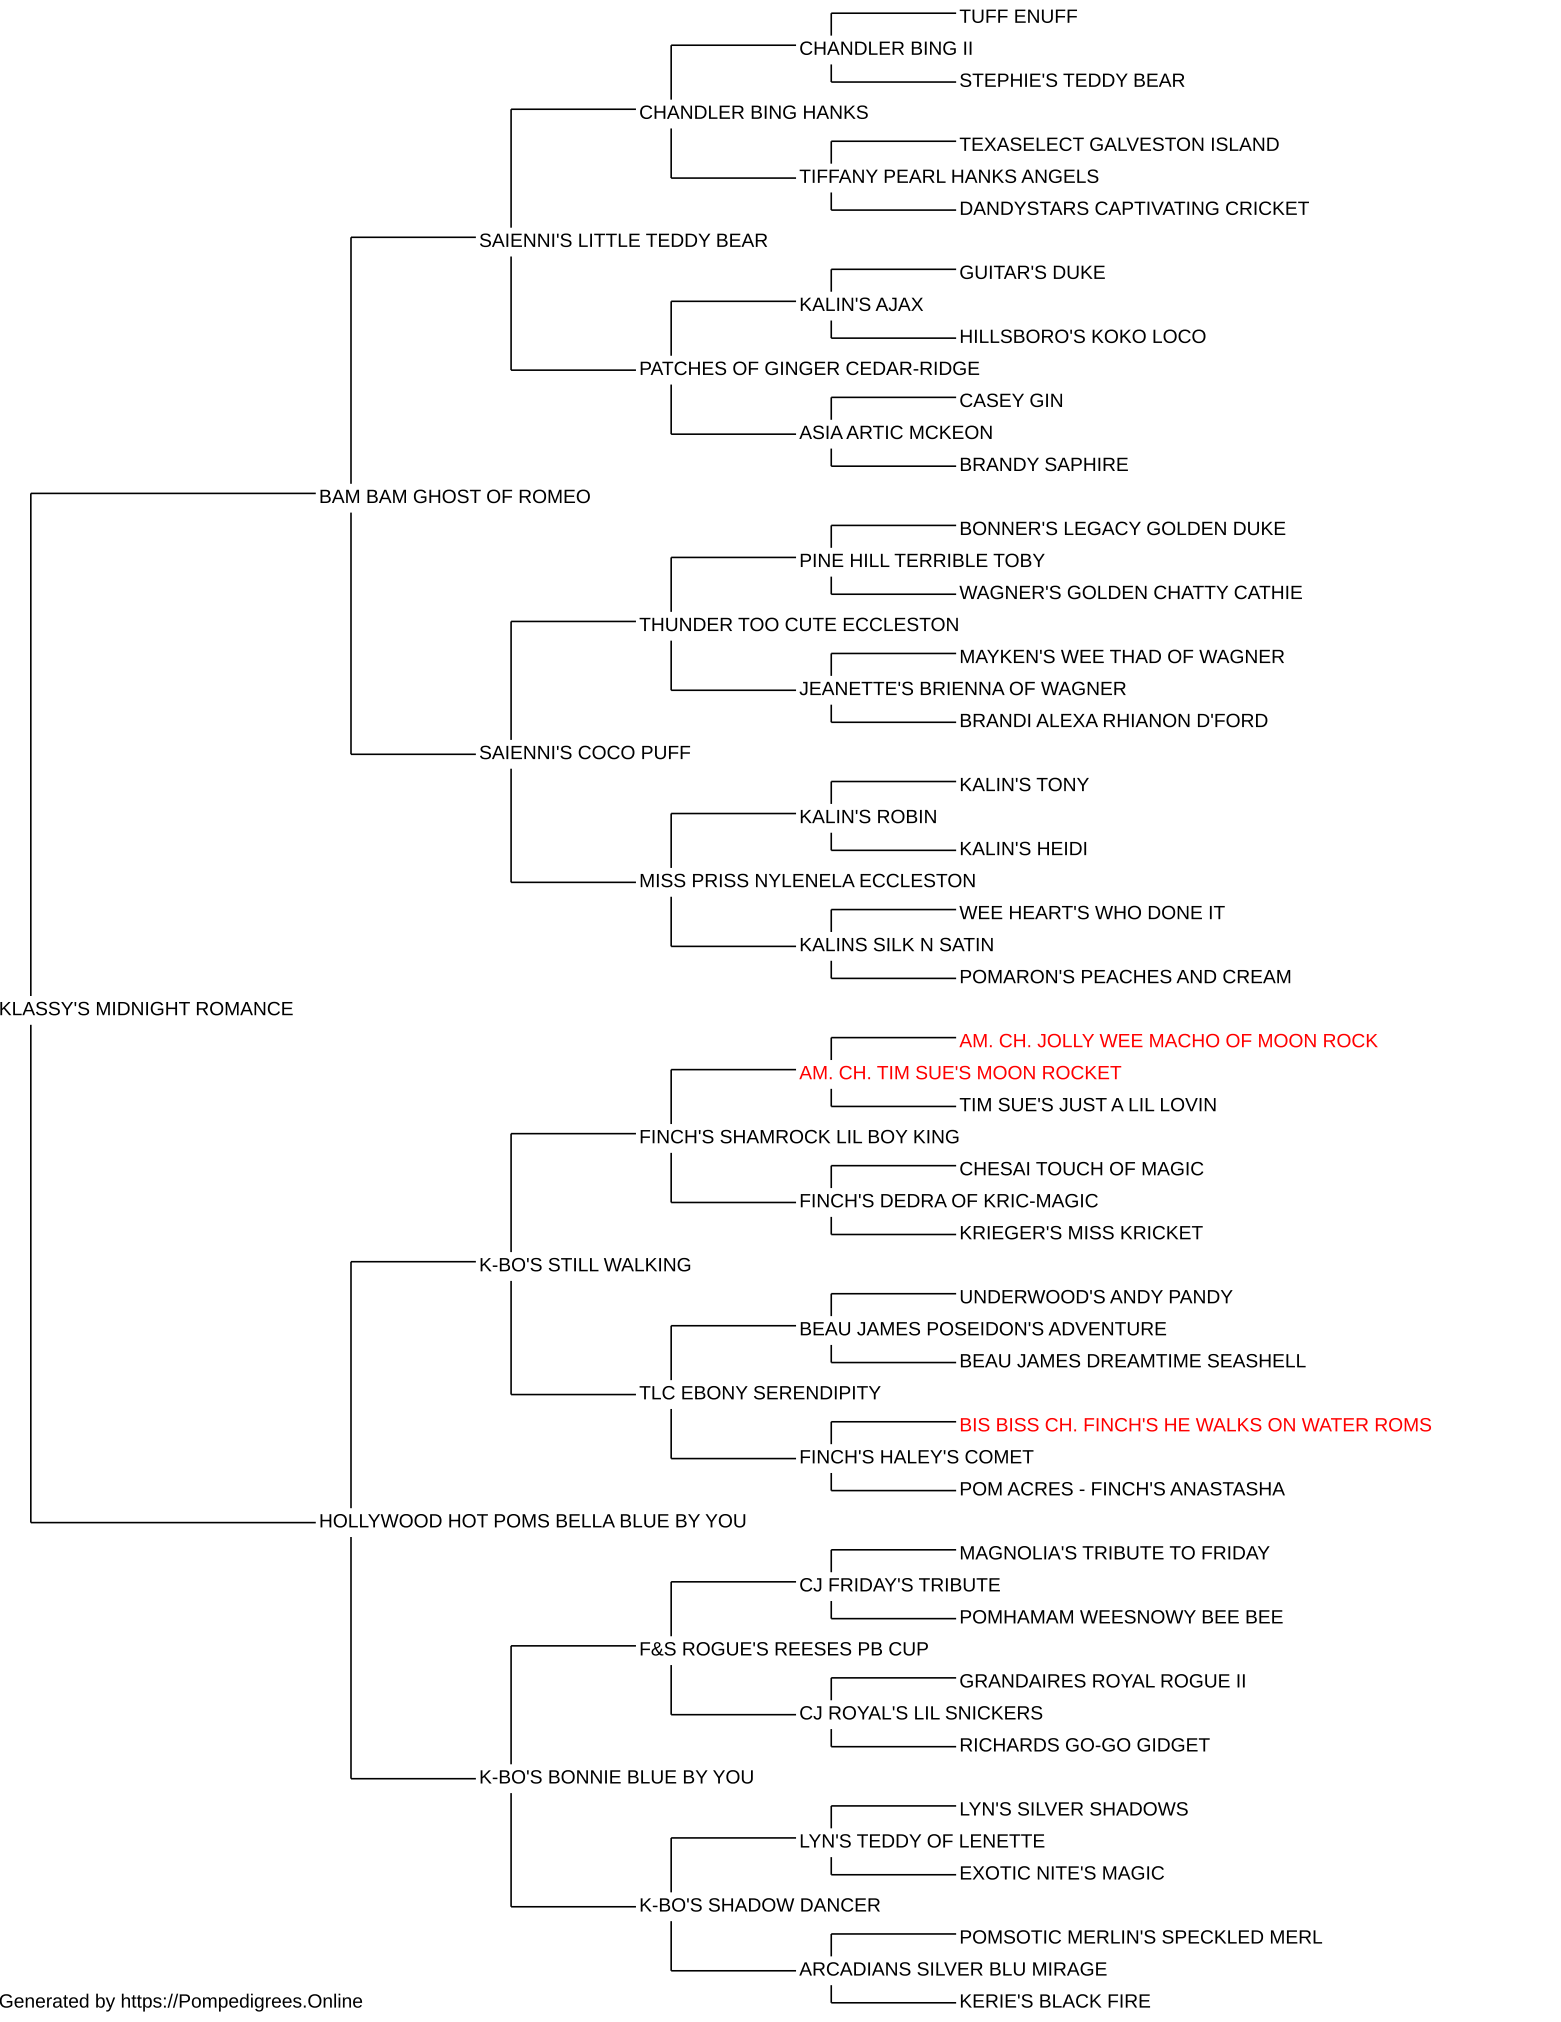 TUFF ENUFF
CHANDLER BING II
STEPHIE'S TEDDY BEAR
CHANDLER BING HANKS
TEXASELECT GALVESTON ISLAND
TIFFANY PEARL HANKS ANGELS
DANDYSTARS CAPTIVATING CRICKET
SAIENNI'S LITTLE TEDDY BEAR
GUITAR'S DUKE
KALIN'S AJAX
HILLSBORO'S KOKO LOCO
PATCHES OF GINGER CEDAR-RIDGE
CASEY GIN
ASIA ARTIC MCKEON
BRANDY SAPHIRE
BAM BAM GHOST OF ROMEO
BONNER'S LEGACY GOLDEN DUKE
PINE HILL TERRIBLE TOBY
WAGNER'S GOLDEN CHATTY CATHIE
THUNDER TOO CUTE ECCLESTON
MAYKEN'S WEE THAD OF WAGNER
JEANETTE'S BRIENNA OF WAGNER
BRANDI ALEXA RHIANON D'FORD
SAIENNI'S COCO PUFF
KALIN'S TONY
KALIN'S ROBIN
KALIN'S HEIDI
MISS PRISS NYLENELA ECCLESTON
WEE HEART'S WHO DONE IT
KALINS SILK N SATIN
POMARON'S PEACHES AND CREAM
KLASSY'S MIDNIGHT ROMANCE
AM. CH. JOLLY WEE MACHO OF MOON ROCK
AM. CH. TIM SUE'S MOON ROCKET
TIM SUE'S JUST A LIL LOVIN
FINCH'S SHAMROCK LIL BOY KING
CHESAI TOUCH OF MAGIC
FINCH'S DEDRA OF KRIC-MAGIC
KRIEGER'S MISS KRICKET
K-BO'S STILL WALKING
UNDERWOOD'S ANDY PANDY
BEAU JAMES POSEIDON'S ADVENTURE
BEAU JAMES DREAMTIME SEASHELL
TLC EBONY SERENDIPITY
BIS BISS CH. FINCH'S HE WALKS ON WATER ROMS
FINCH'S HALEY'S COMET
POM ACRES - FINCH'S ANASTASHA
HOLLYWOOD HOT POMS BELLA BLUE BY YOU
MAGNOLIA'S TRIBUTE TO FRIDAY
CJ FRIDAY'S TRIBUTE
POMHAMAM WEESNOWY BEE BEE
F&S ROGUE'S REESES PB CUP
GRANDAIRES ROYAL ROGUE II
CJ ROYAL'S LIL SNICKERS
RICHARDS GO-GO GIDGET
K-BO'S BONNIE BLUE BY YOU
LYN'S SILVER SHADOWS
LYN'S TEDDY OF LENETTE
EXOTIC NITE'S MAGIC
K-BO'S SHADOW DANCER
POMSOTIC MERLIN'S SPECKLED MERL
ARCADIANS SILVER BLU MIRAGE
KERIE'S BLACK FIRE
Generated by https://Pompedigrees.Online